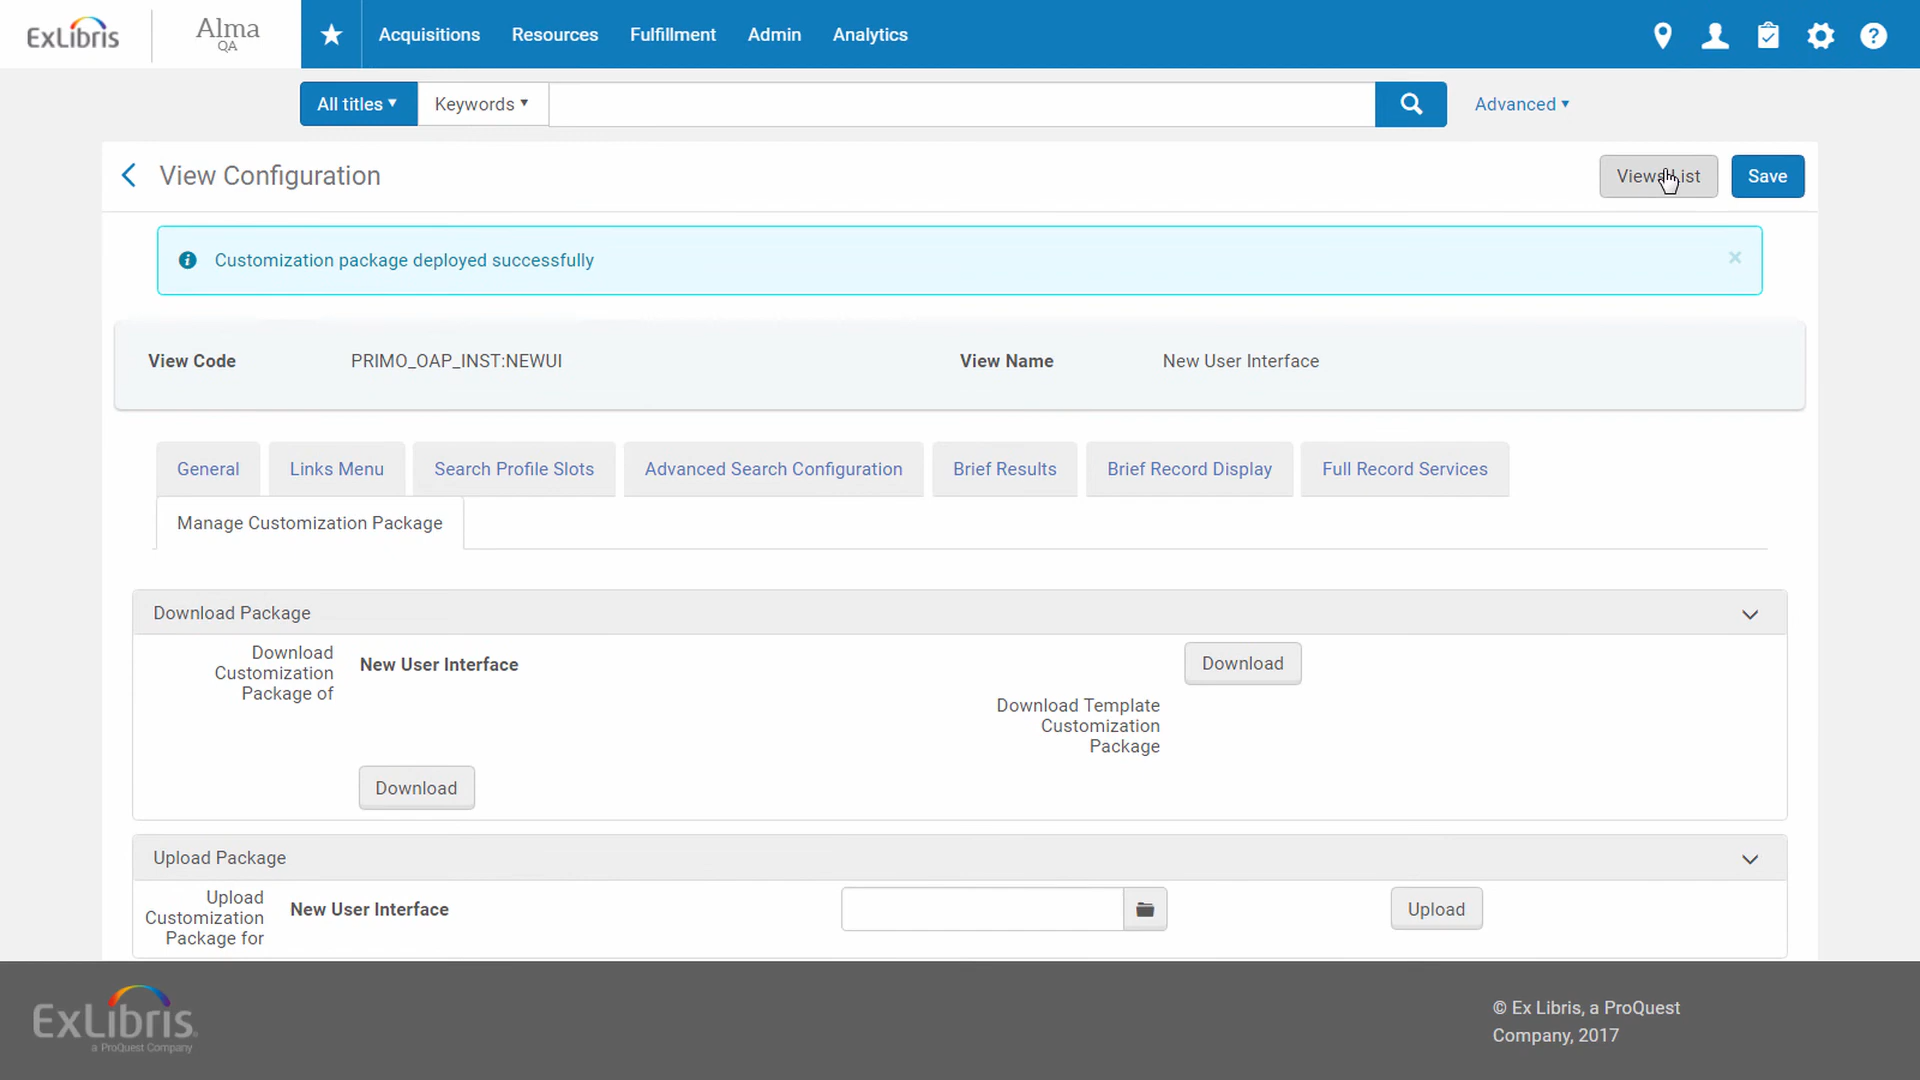 ExLibris
Alma
QA
Acquisitions
Resources
Fulfillment
Admin
Analytics
All titles
Keywords
Advanced
View Configuration
Views List
Save
Customization package deployed successfully
View Code
PRIMO_OAP_INST:NEWUI
View Name
New User Interface
General
Links Menu
Search Profile Slots
Advanced Search Configuration
Brief Results
Brief Record Display
Full Record Services
Manage Customization Package
Download Package
Download
Customization
Package of
New User Interface
Download
Download Template
Customization
Package
Download
Upload Package
Upload
Customization
Package for
New User Interface
Upload
ExLibris
a ProQuest Company
© Ex Libris, a ProQuest
Company, 2017